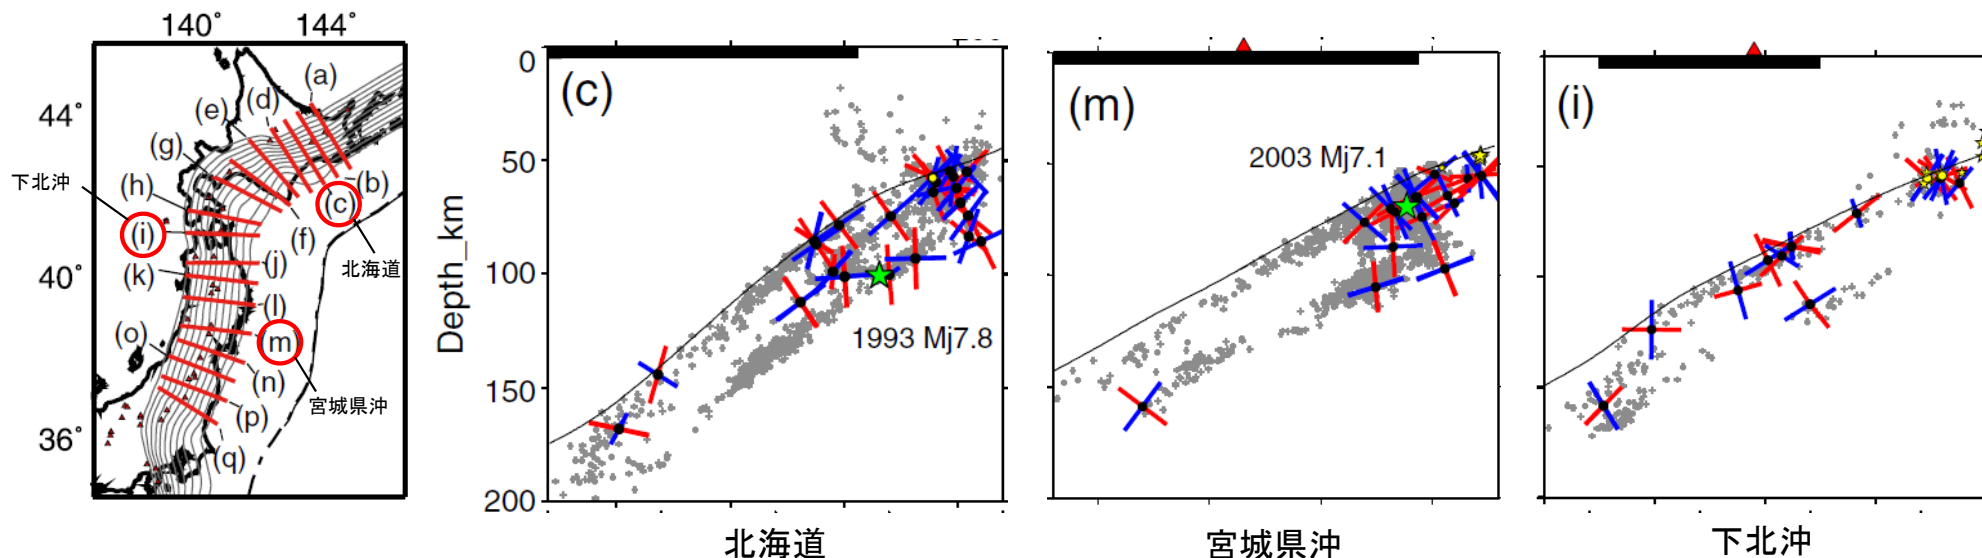 140° 144°
44°
40°
36°
(a)
(d)
(e)
(g)
(h)
(i)
(k)
(o)
(b)
(c)
(f)
(j)
(l)
(m)
(n)
(p)
(q)
下北沖
北海道
宮城県沖
Depth_km
0
50
100
150
200
(c)
1993 Mj7.8
北海道
(m)
2003 Mj7.1
宮城県沖
(i)
下北沖